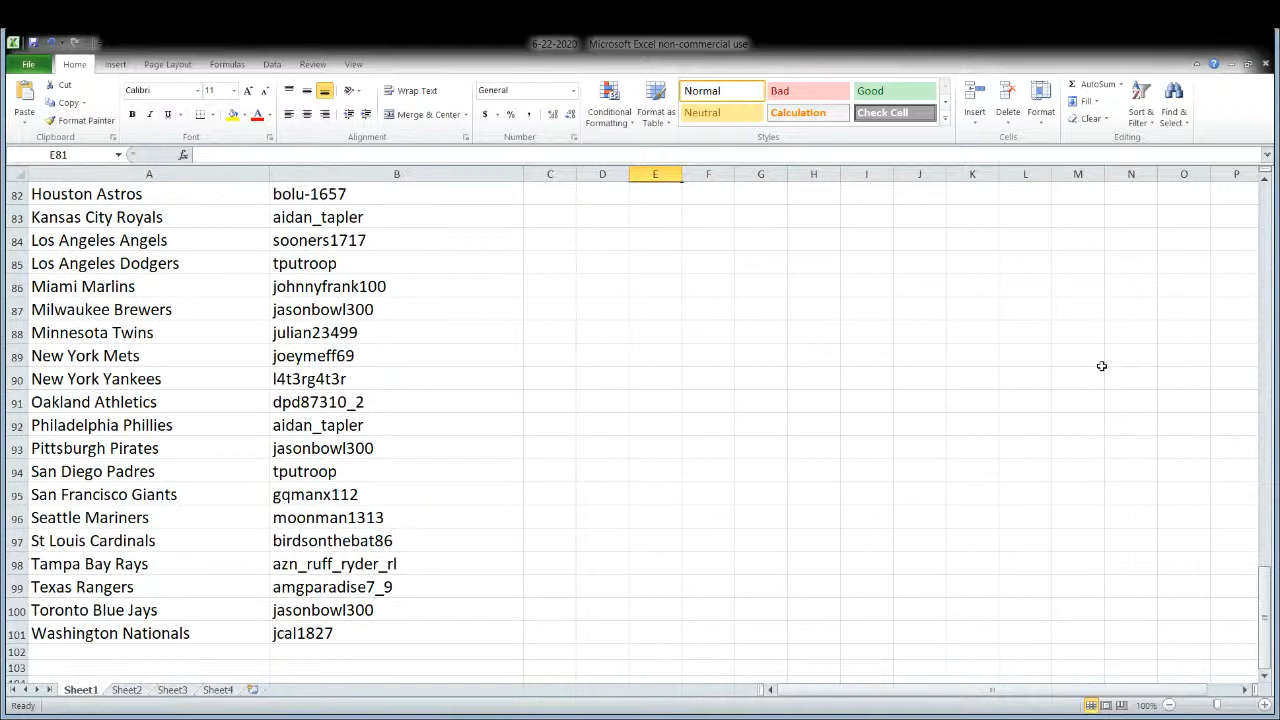 6-22-2020 - Microsoft Excel non-commercial use
File Home Insert Page Layout Formulas Data Review View
Cut
Copy
Format Painter
Paste
Clipboard
Calibri 11
B I
Font
Wrap Text
Merge & Center
Alignment
General
$ % ,
Number
Conditional Formatting
Format as Table
Normal Bad Good
Neutral Calculation Check Cell
Styles
Insert Delete Format
Cells
AutoSum
Fill
Clear
Sort & Filter
Find & Select
Editing
E81 fx
A B C D E F G H I J K L M N O P
82 Houston Astros bolu-1657
83 Kansas City Royals aidan_tapler
84 Los Angeles Angels sooners1717
85 Los Angeles Dodgers tputroop
86 Miami Marlins johnnyfrank100
87 Milwaukee Brewers jasonbowl300
88 Minnesota Twins julian23499
89 New York Mets joeymeff69
90 New York Yankees l4t3rg4t3r
91 Oakland Athletics dpd87310_2
92 Philadelphia Phillies aidan_tapler
93 Pittsburgh Pirates jasonbowl300
94 San Diego Padres tputroop
95 San Francisco Giants gqmanx112
96 Seattle Mariners moonman1313
97 St Louis Cardinals birdsonthebat86
98 Tampa Bay Rays azn_ruff_ryder_rl
99 Texas Rangers amgparadise7_9
100 Toronto Blue Jays jasonbowl300
101 Washington Nationals jcal1827
102
103
Sheet1 Sheet2 Sheet3 Sheet4
Ready 100%